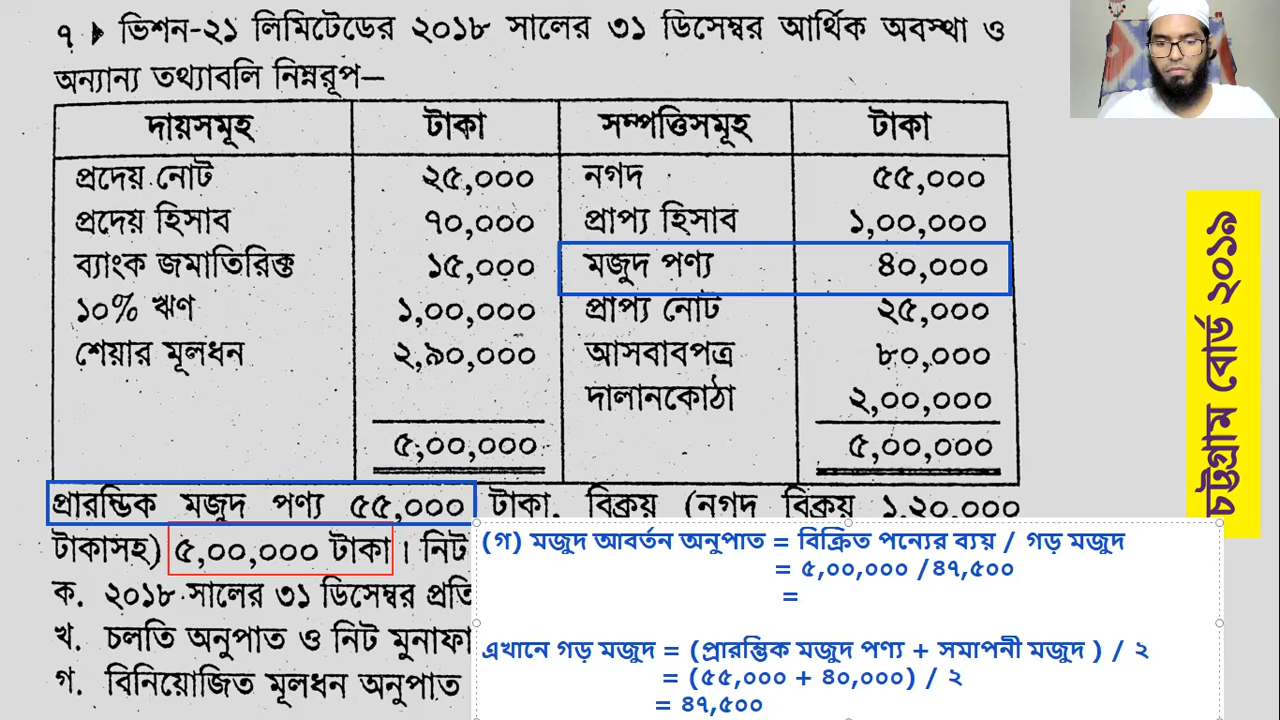 ৭ ▶ ভিশন-২১ লিমিটেডের ২০১৮ সালের ৩১ ডিসেম্বর আর্থিক অবস্থা ও
অন্যান্য তথ্যাবলি নিম্নরূপ—
দায়সমূহ টাকা সম্পত্তিসমূহ টাকা
প্রদেয় নোট ২৫,০০০ নগদ ৫৫,০০০
প্রদেয় হিসাব ৭০,০০০ প্রাপ্য হিসাব ১,০০,০০০
ব্যাংক জমাতিরিক্ত ১৫,০০০ মজুদ পণ্য ৪০,০০০
১০% ঋণ ১,০০,০০০ প্রাপ্য নোট ২৫,০০০
শেয়ার মূলধন ২,৯০,০০০ আসবাবপত্র ৮০,০০০
দালানকোঠা ২,০০,০০০
৫,০০,০০০ ৫,০০,০০০
প্রারম্ভিক মজুদ পণ্য ৫৫,০০০ টাকা, বিক্রয় (নগদ বিক্রয় ১,২০,০০০
টাকাসহ) ৫,০০,০০০ টাকা। নিট
ক. ২০১৮ সালের ৩১ ডিসেম্বর প্রতি
খ. চলতি অনুপাত ও নিট মুনাফা
গ. বিনিয়োজিত মূলধন অনুপাত
(গ) মজুদ আবর্তন অনুপাত = বিক্রিত পন্যের ব্যয় / গড় মজুদ
= ৫,০০,০০০ /৪৭,৫০০
=
এখানে গড় মজুদ = (প্রারম্ভিক মজুদ পণ্য + সমাপনী মজুদ ) / ২
= (৫৫,০০০ + ৪০,০০০) / ২
= ৪৭,৫০০
চট্টগ্রাম বোর্ড ২০১৯